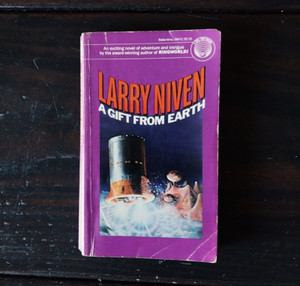 An exciting novel of adventure and intrigue
by the award-winning author of RINGWORLD!
LARRY NIVEN
A GIFT FROM EARTH